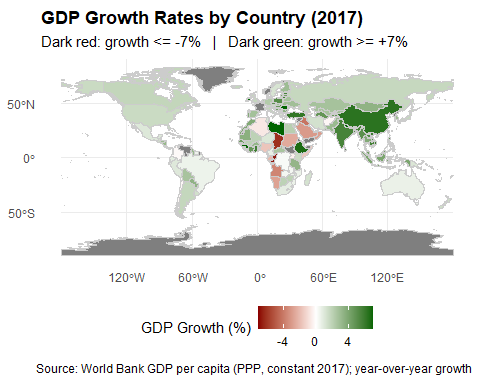 GDP Growth Rates by Country (2017)
Dark red: growth <= -7%  |  Dark green: growth >= +7%
50°N
0°
50°S
120°W 60°W 0° 60°E 120°E
GDP Growth (%)
-4 0 4
Source: World Bank GDP per capita (PPP, constant 2017); year-over-year growth